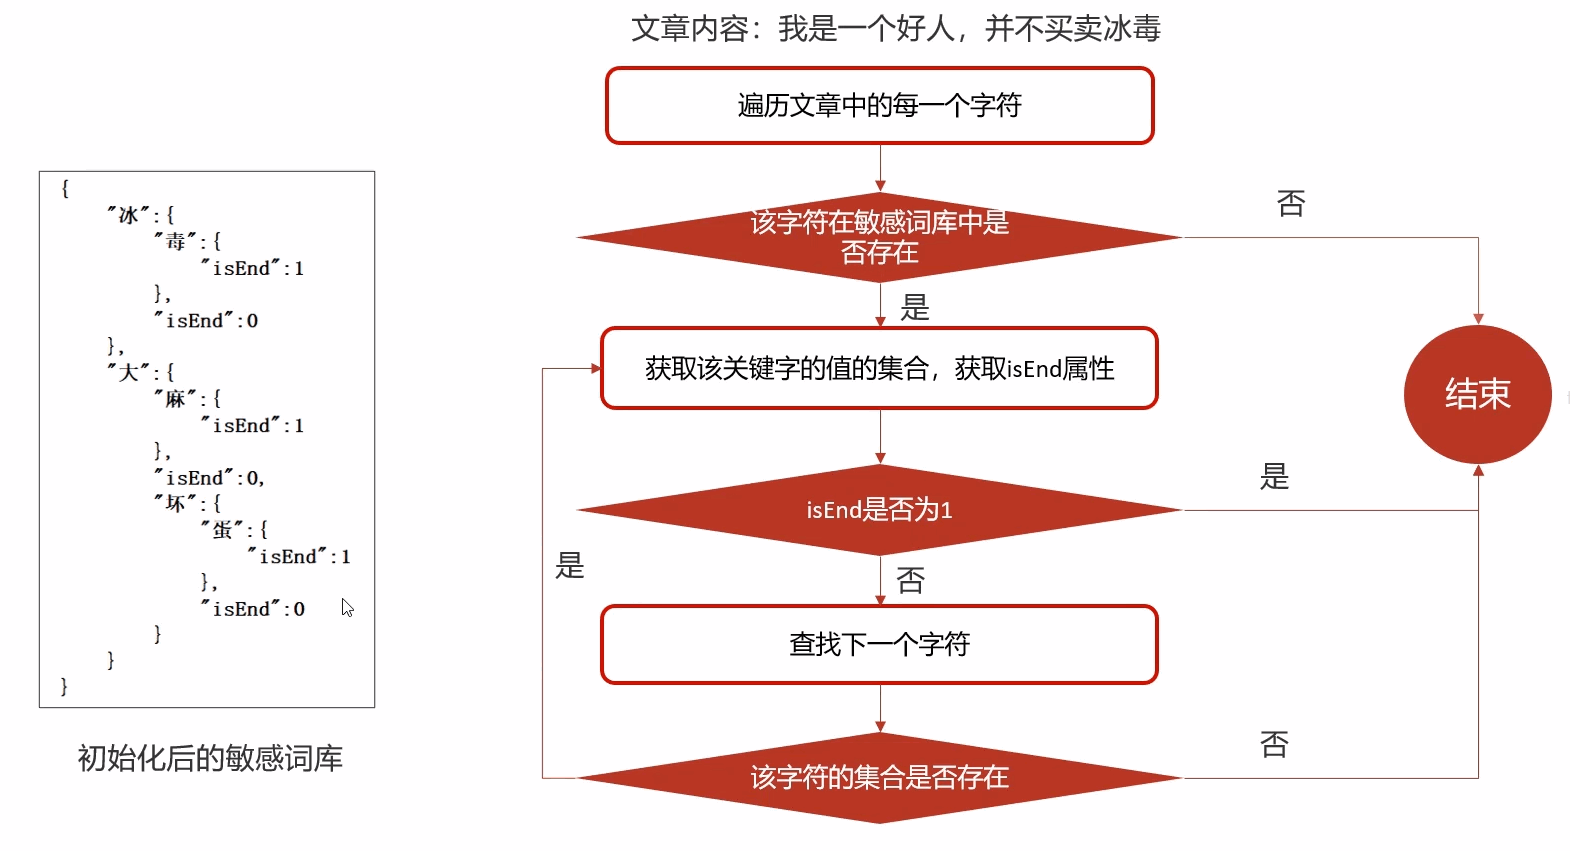 文章内容：我是一个好人，并不买卖冰毒
遍历文章中的每一个字符
该字符在敏感词库中是
否存在
否
是
获取该关键字的值的集合，获取isEnd属性
结束
isEnd是否为1
是
否
是
查找下一个字符
该字符的集合是否存在
否
{
"冰":{
"毒":{
"isEnd":1
},
"isEnd":0
},
"大":{
"麻":{
"isEnd":1
},
"isEnd":0,
"坏":{
"蛋":{
"isEnd":1
},
"isEnd":0
}
}
}
初始化后的敏感词库